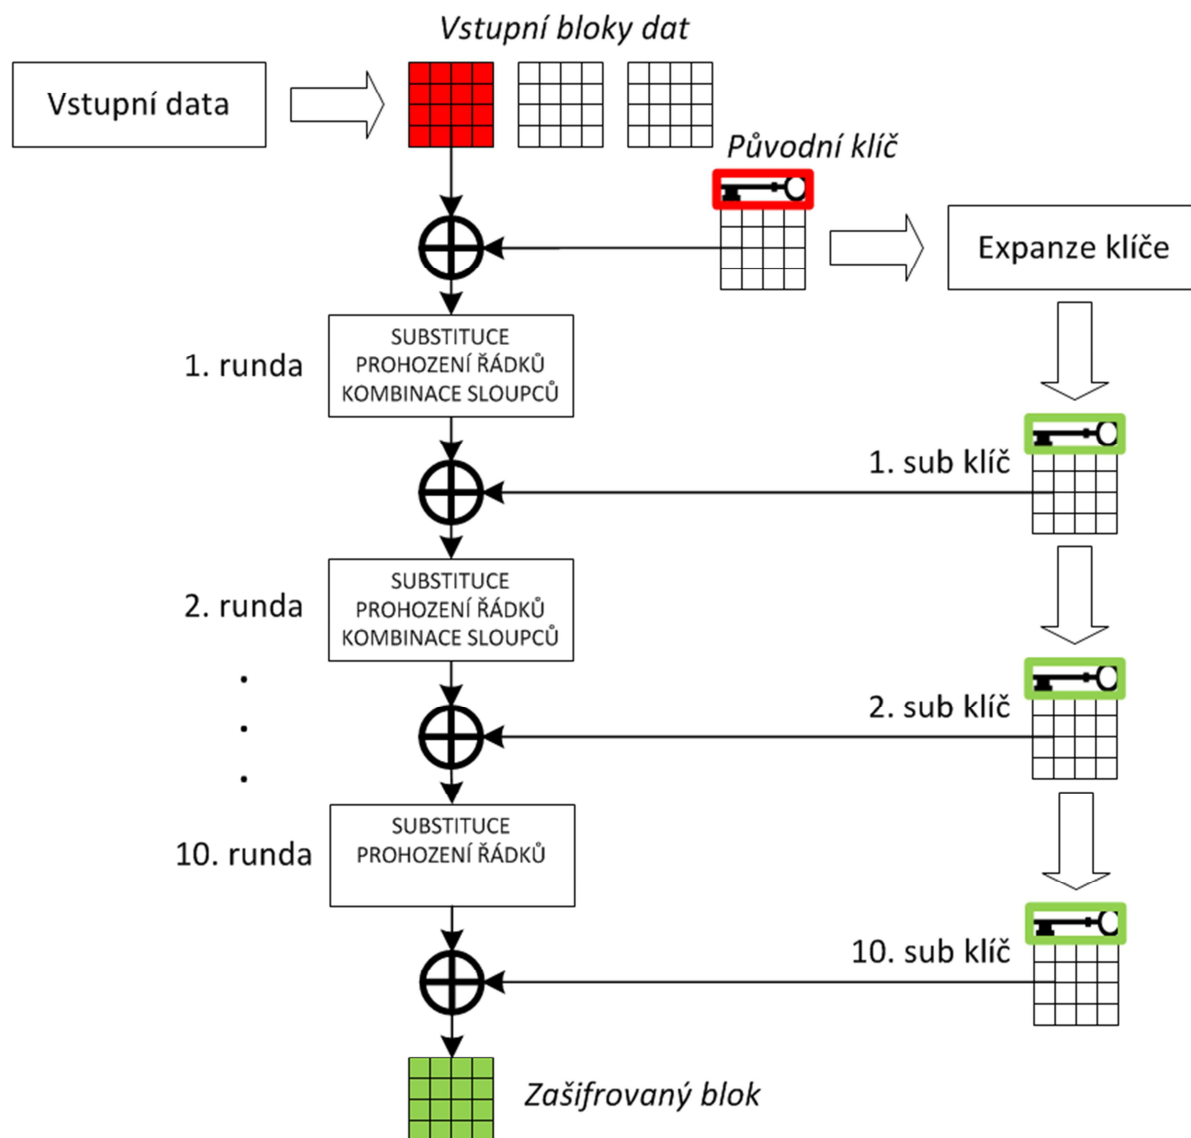 Vstupní bloky dat
Vstupní data
Původní klíč
Expanze klíče
1. runda
SUBSTITUCE
PROHOZENÍ ŘÁDKŮ
KOMBINACE SLOUPCŮ
1. sub klíč
2. runda
SUBSTITUCE
PROHOZENÍ ŘÁDKŮ
KOMBINACE SLOUPCŮ
2. sub klíč
10. runda
SUBSTITUCE
PROHOZENÍ ŘÁDKŮ
10. sub klíč
Zašifrovaný blok